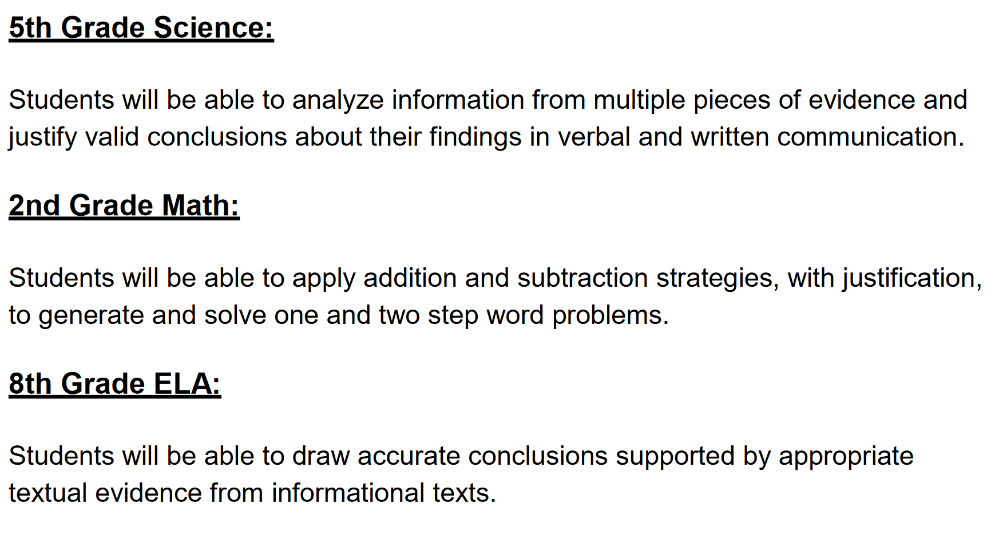 5th Grade Science:
Students will be able to analyze information from multiple pieces of evidence and
justify valid conclusions about their findings in verbal and written communication.
2nd Grade Math:
Students will be able to apply addition and subtraction strategies, with justification,
to generate and solve one and two step word problems.
8th Grade ELA:
Students will be able to draw accurate conclusions supported by appropriate
textual evidence from informational texts.